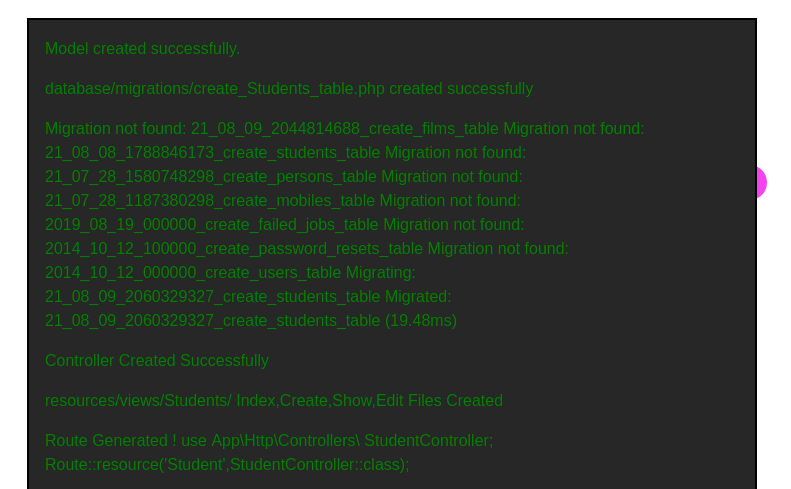 Model created successfully.
database/migrations/create_Students_table.php created successfully
Migration not found: 21_08_09_2044814688_create_films_table Migration not found:
21_08_08_1788846173_create_students_table Migration not found:
21_07_28_1580748298_create_persons_table Migration not found:
21_07_28_1187380298_create_mobiles_table Migration not found:
2019_08_19_000000_create_failed_jobs_table Migration not found:
2014_10_12_100000_create_password_resets_table Migration not found:
2014_10_12_000000_create_users_table Migrating:
21_08_09_2060329327_create_students_table Migrated:
21_08_09_2060329327_create_students_table (19.48ms)
Controller Created Successfully
resources/views/Students/ Index,Create,Show,Edit Files Created
Route Generated ! use App\Http\Controllers\ StudentController;
Route::resource('Student',StudentController::class);